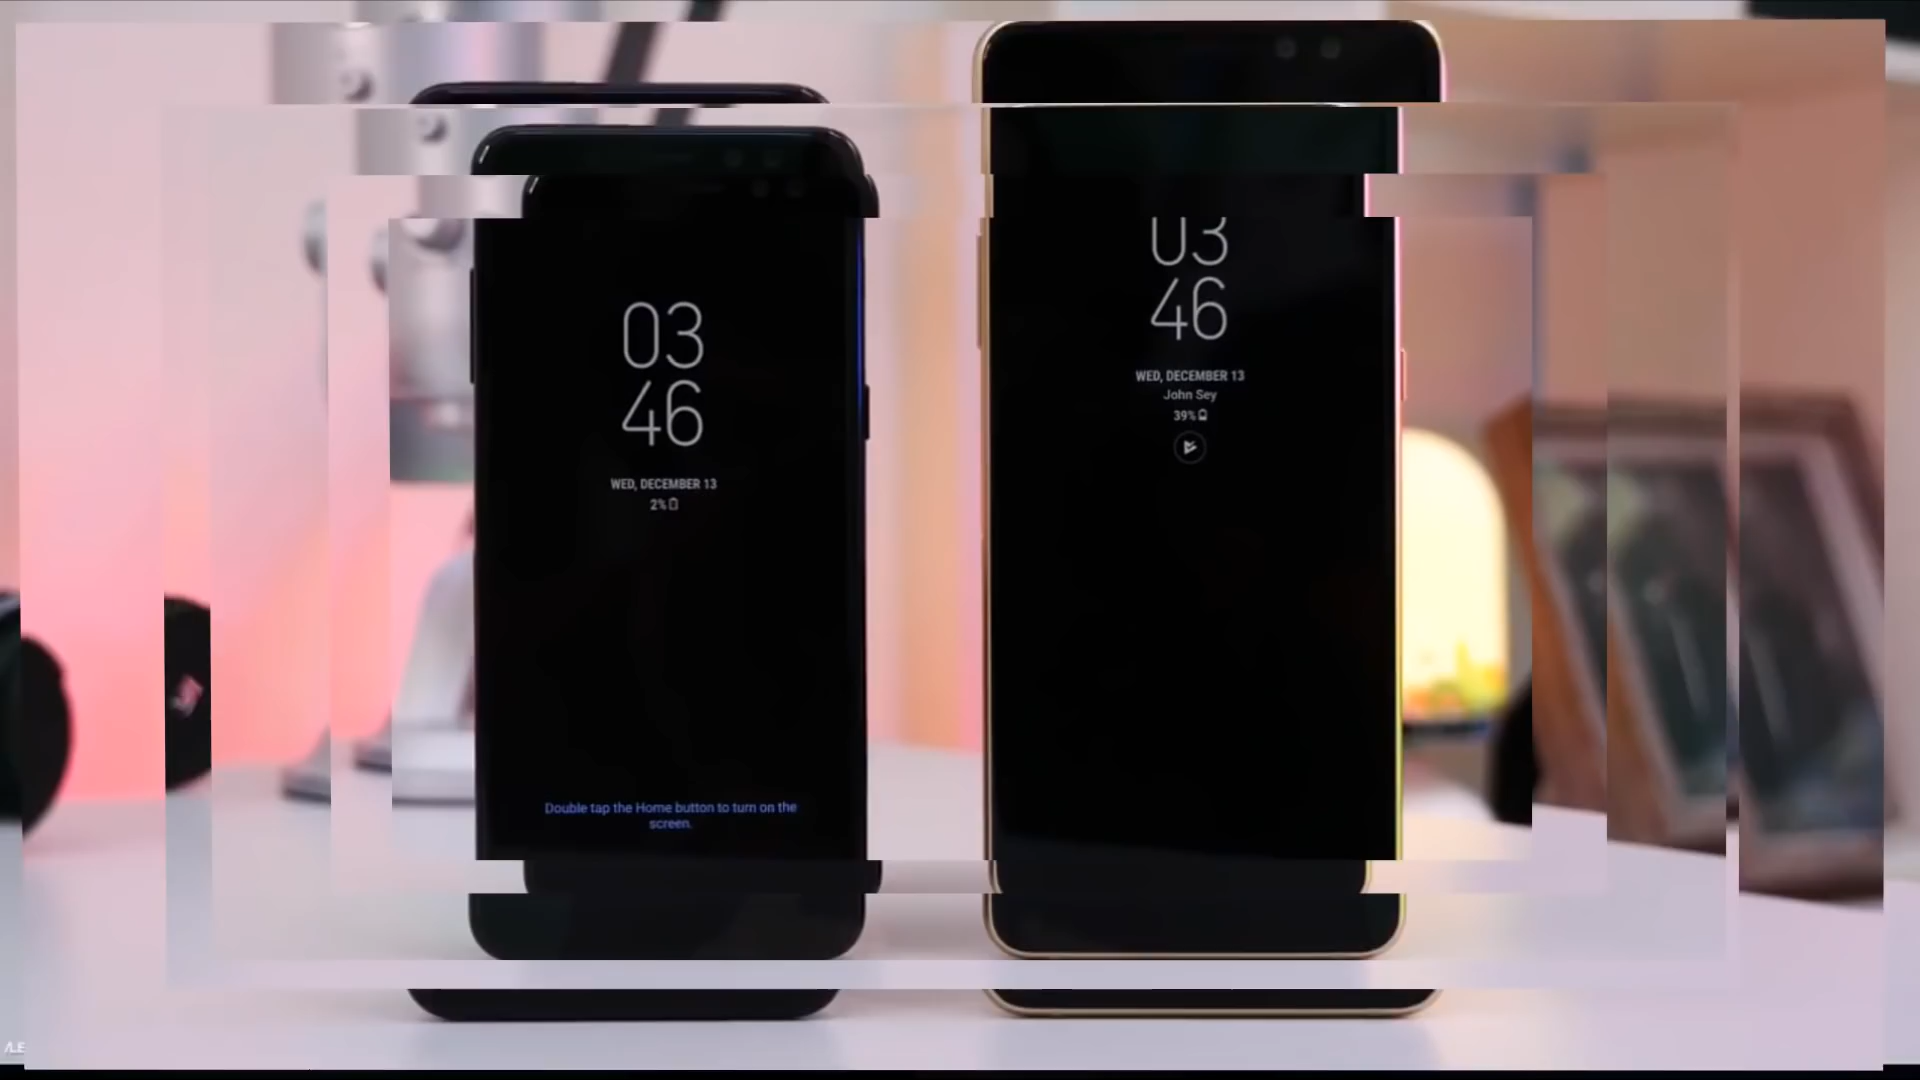 03
46
WED, DECEMBER 13
2%
Double tap the Home button to turn on the
screen.
03
46
WED, DECEMBER 13
John Sey
39%